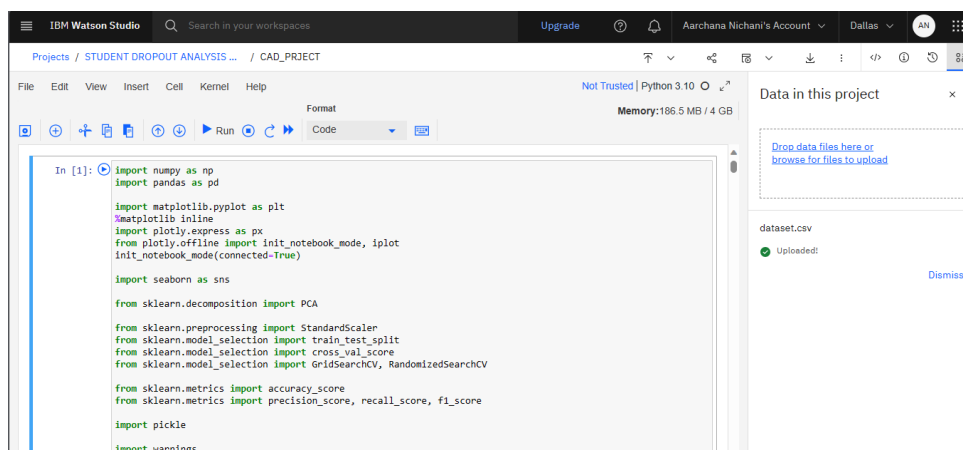 IBM Watson Studio Search in your workspaces Upgrade Aarchana Nichani's Account Dallas AN
Projects / STUDENT DROPOUT ANALYSIS ... / CAD_PRJECT
File Edit View Insert Cell Kernel Help Not Trusted | Python 3.10
Format
Memory:186.5 MB / 4 GB
Run Code
Data in this project
Drop data files here or
browse for files to upload
dataset.csv
Uploaded!
Dismiss
In [1]: import numpy as np
import pandas as pd
import matplotlib.pyplot as plt
%matplotlib inline
import plotly.express as px
from plotly.offline import init_notebook_mode, iplot
init_notebook_mode(connected=True)
import seaborn as sns
from sklearn.decomposition import PCA
from sklearn.preprocessing import StandardScaler
from sklearn.model_selection import train_test_split
from sklearn.model_selection import cross_val_score
from sklearn.model_selection import GridSearchCV, RandomizedSearchCV
from sklearn.metrics import accuracy_score
from sklearn.metrics import precision_score, recall_score, f1_score
import pickle
import warnings